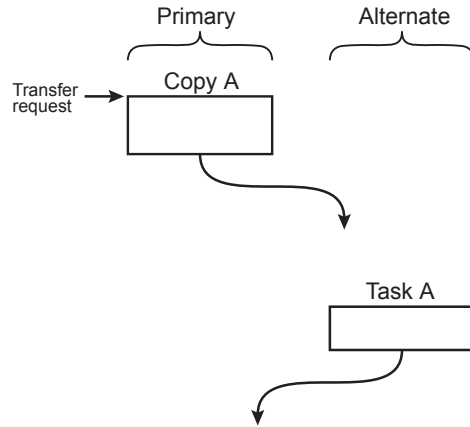 Primary
Alternate
Copy A
Transfer
request
Task A